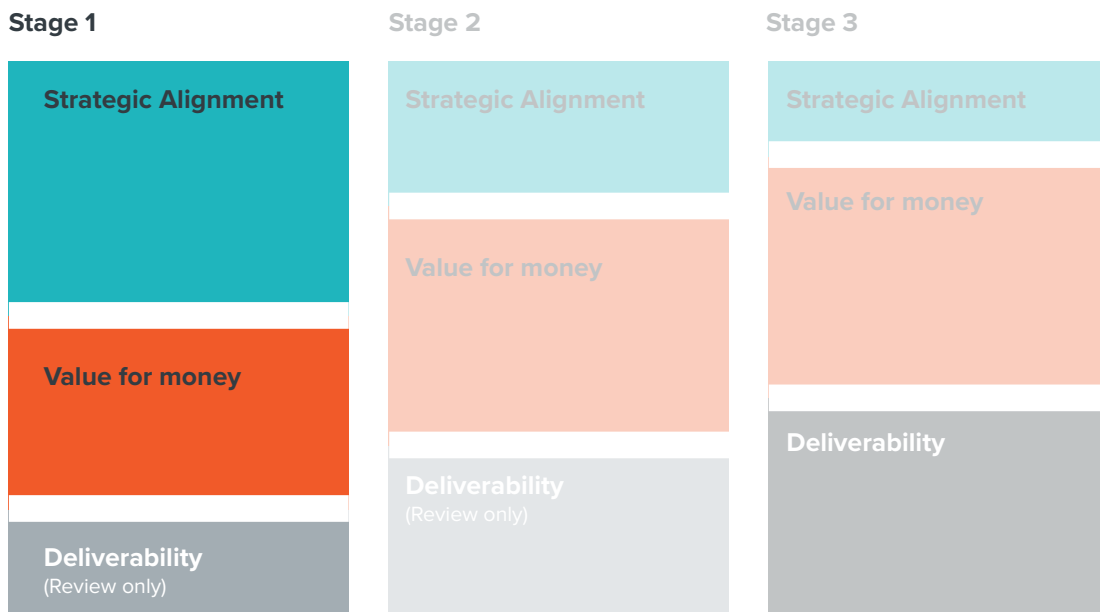 Stage 1
Strategic Alignment
Value for money
Deliverability
(Review only)
Stage 2
Strategic Alignment
Value for money
Deliverability
(Review only)
Stage 3
Strategic Alignment
Value for money
Deliverability